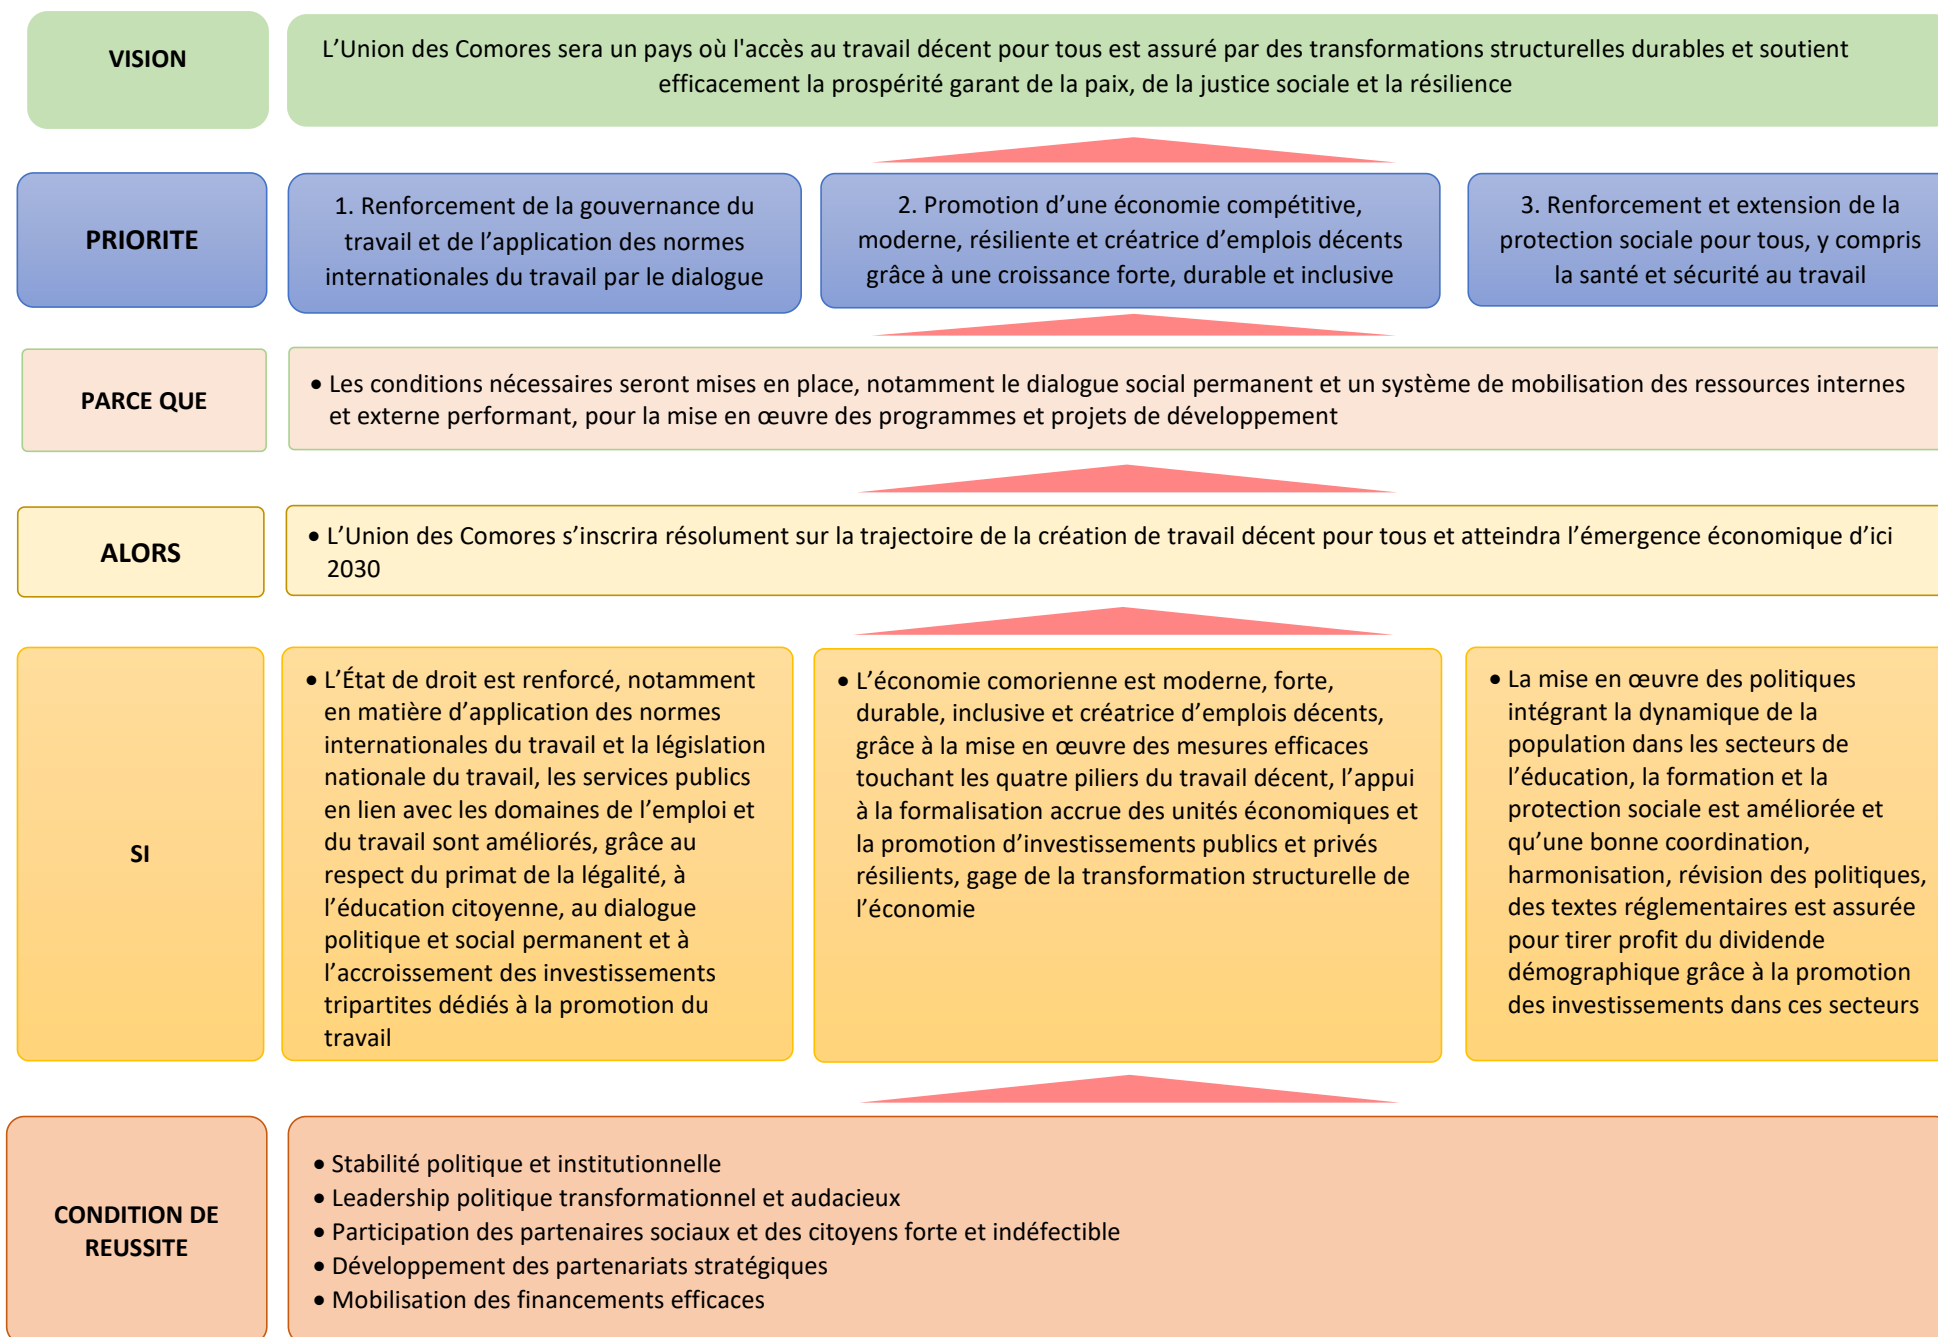 VISION
L’Union des Comores sera un pays où l'accès au travail décent pour tous est assuré par des transformations structurelles durables et soutient
efficacement la prospérité garant de la paix, de la justice sociale et la résilience
PRIORITE
1. Renforcement de la gouvernance du
travail et de l’application des normes
internationales du travail par le dialogue
2. Promotion d’une économie compétitive,
moderne, résiliente et créatrice d’emplois décents
grâce à une croissance forte, durable et inclusive
3. Renforcement et extension de la
protection sociale pour tous, y compris
la santé et sécurité au travail
PARCE QUE
• Les conditions nécessaires seront mises en place, notamment le dialogue social permanent et un système de mobilisation des ressources internes
et externe performant, pour la mise en œuvre des programmes et projets de développement
ALORS
• L’Union des Comores s’inscrira résolument sur la trajectoire de la création de travail décent pour tous et atteindra l’émergence économique d’ici
2030
SI
• L’État de droit est renforcé, notamment
en matière d’application des normes
internationales du travail et la législation
nationale du travail, les services publics
en lien avec les domaines de l’emploi et
du travail sont améliorés, grâce au
respect du primat de la légalité, à
l’éducation citoyenne, au dialogue
politique et social permanent et à
l’accroissement des investissements
tripartites dédiés à la promotion du
travail
• L’économie comorienne est moderne, forte,
durable, inclusive et créatrice d’emplois décents,
grâce à la mise en œuvre des mesures efficaces
touchant les quatre piliers du travail décent, l’appui
à la formalisation accrue des unités économiques et
la promotion d’investissements publics et privés
résilients, gage de la transformation structurelle de
l’économie
• La mise en œuvre des politiques
intégrant la dynamique de la
population dans les secteurs de
l’éducation, la formation et la
protection sociale est améliorée et
qu’une bonne coordination,
harmonisation, révision des politiques,
des textes réglementaires est assurée
pour tirer profit du dividende
démographique grâce à la promotion
des investissements dans ces secteurs
CONDITION DE
REUSSITE
• Stabilité politique et institutionnelle
• Leadership politique transformationnel et audacieux
• Participation des partenaires sociaux et des citoyens forte et indéfectible
• Développement des partenariats stratégiques
• Mobilisation des financements efficaces